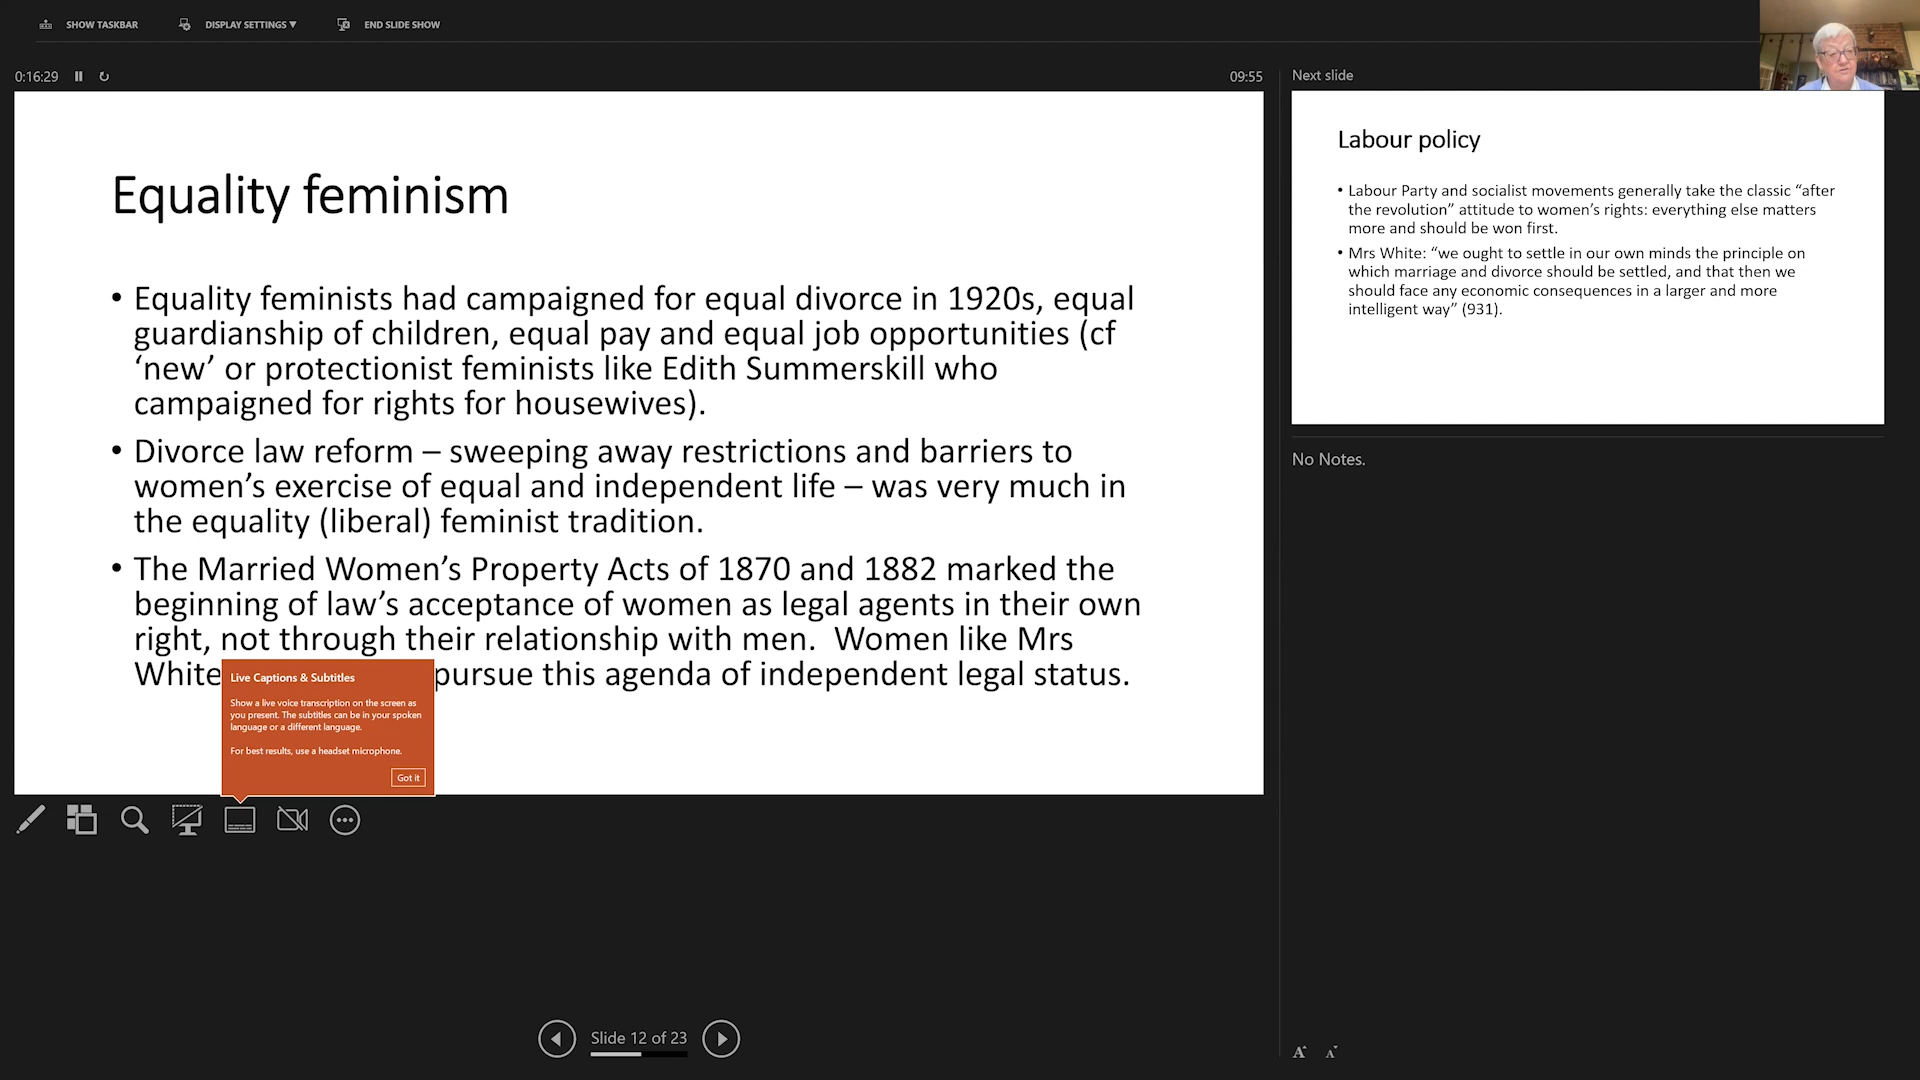 SHOW TASKBAR
DISPLAY SETTINGS ▾
END SLIDE SHOW
0:16:29
09:55
Equality feminism
• Equality feminists had campaigned for equal divorce in 1920s, equal
guardianship of children, equal pay and equal job opportunities (cf
‘new’ or protectionist feminists like Edith Summerskill who
campaigned for rights for housewives).
• Divorce law reform – sweeping away restrictions and barriers to
women’s exercise of equal and independent life – was very much in
the equality (liberal) feminist tradition.
• The Married Women’s Property Acts of 1870 and 1882 marked the
beginning of law’s acceptance of women as legal agents in their own
right, not through their relationship with men.  Women like Mrs
White pursue this agenda of independent legal status.
Live Captions & Subtitles
Show a live voice transcription on the screen as
you present. The subtitles can be in your spoken
language or a different language.
For best results, use a headset microphone.
Got it
Slide 12 of 23
Next slide
Labour policy
• Labour Party and socialist movements generally take the classic “after
the revolution” attitude to women’s rights: everything else matters
more and should be won first.
• Mrs White: “we ought to settle in our own minds the principle on
which marriage and divorce should be settled, and that then we
should face any economic consequences in a larger and more
intelligent way” (931).
No Notes.
A A